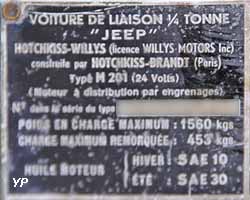 VOITURE DE LIAISON ¼ TONNE
"JEEP"
HOTCHKISS-WILLYS (licence WILLYS MOTORS Inc)
construite par HOTCHKISS-BRANDT (Paris)
Type M 201 (24 Volts)
(Moteur à distribution par engrenages)
N° dans la série du type
POIDS EN CHARGE MAXIMUM : 1560 kgs
CHARGE MAXIMUM REMORQUÉE : 453 kgs
HUILE MOTEUR
HIVER : SAE 10
ÉTÉ : SAE 30
YP